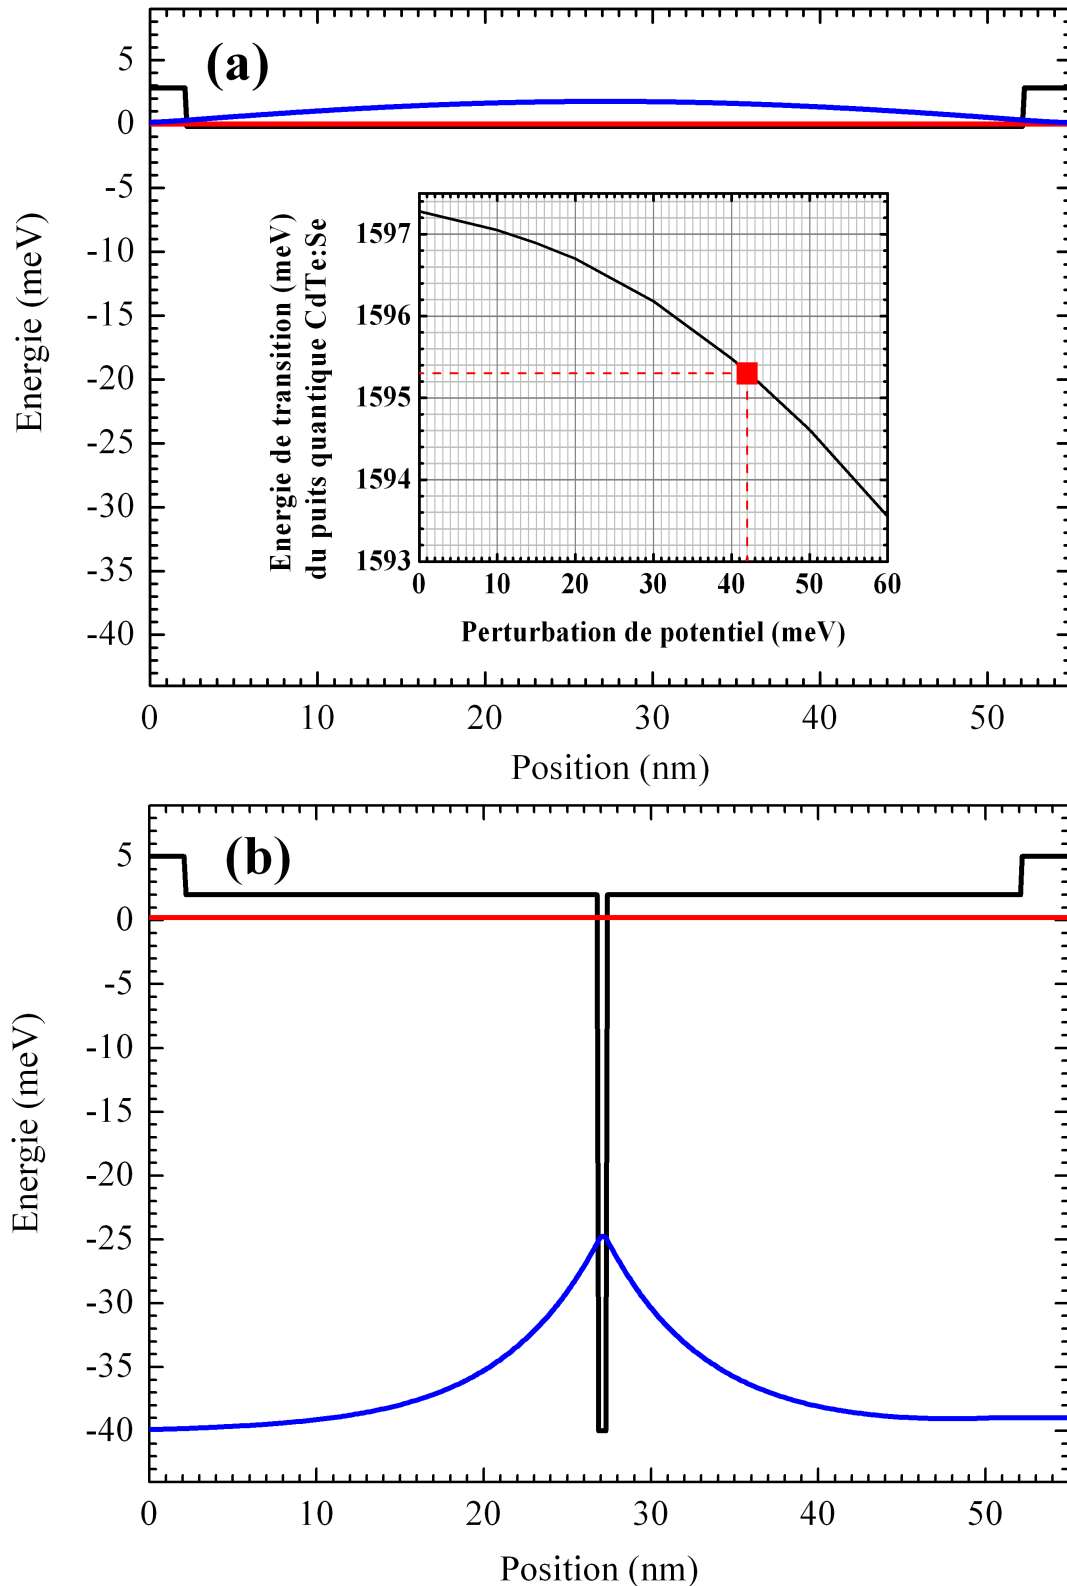 (a)
5
0
-5
-10
-15
-20
-25
-30
-35
-40
Energie (meV)
0 10 20 30 40 50
Position (nm)
Energie de transition (meV)
du puits quantique CdTe:Se
1597
1596
1595
1594
1593
0 10 20 30 40 50 60
Perturbation de potentiel (meV)
(b)
5
0
-5
-10
-15
-20
-25
-30
-35
-40
Energie (meV)
0 10 20 30 40 50
Position (nm)